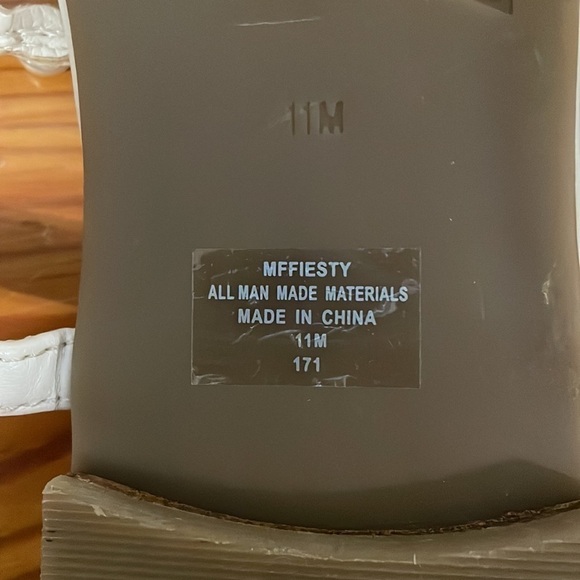 11M
MFFIESTY
ALL MAN MADE MATERIALS
MADE IN CHINA
11M
171